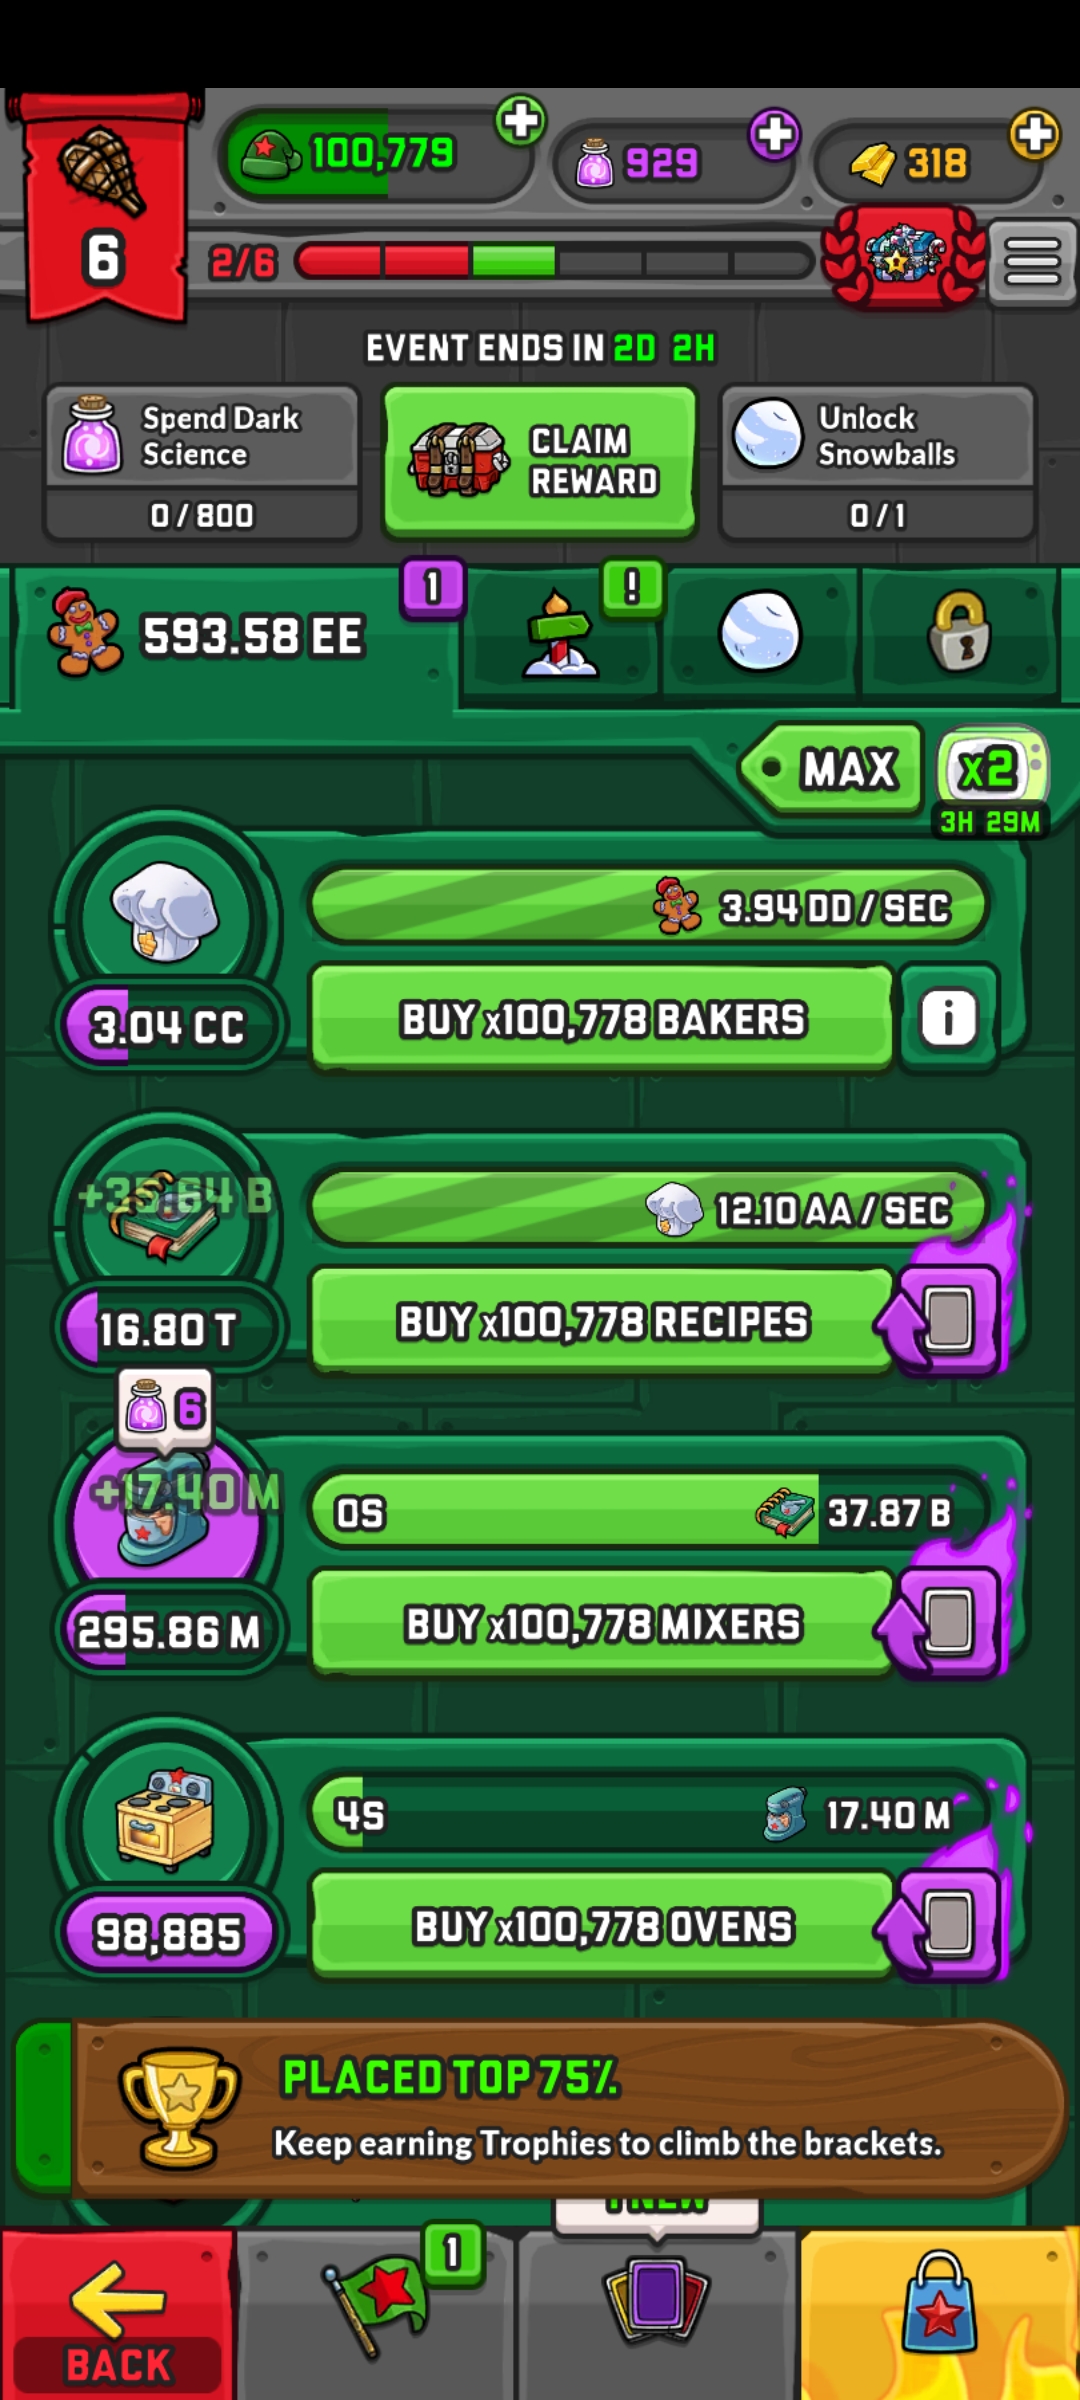 100,779
929
318
6
2/6
EVENT ENDS IN 2D 2H
Spend Dark
Science
0 / 800
CLAIM
REWARD
Unlock
Snowballs
0 / 1
593.58 EE
1
!
MAX
x2
3H 29M
3.94 DD / SEC
3.04 CC
BUY x100,778 BAKERS
i
12.10 AA / SEC
16.80 T
BUY x100,778 RECIPES
6
+17.40 M
0S
37.87 B
295.86 M
BUY x100,778 MIXERS
4S
17.40 M
98,885
BUY x100,778 OVENS
PLACED TOP 75%
Keep earning Trophies to climb the brackets.
1
BACK